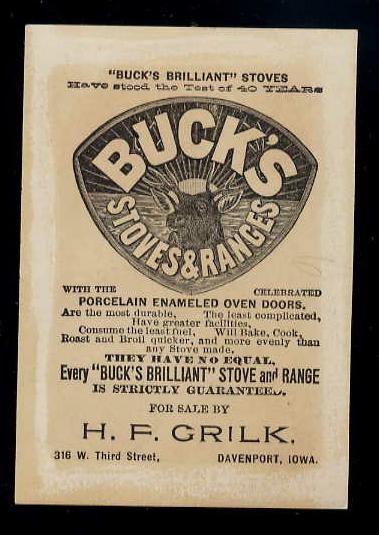 "BUCK'S BRILLIANT" STOVES
Have stood the Test of 40 YEARS
BUCK'S
STOVES & RANGES
WITH THE CELEBRATED
PORCELAIN ENAMELED OVEN DOORS.
Are the most durable, The least complicated,
Have greater facilities,
Consume the least fuel, Will Bake, Cook,
Roast and Broil quicker, and more evenly than
any Stove made.
THEY HAVE NO EQUAL.
Every "BUCK'S BRILLIANT" STOVE and RANGE
IS STRICTLY GUARANTEED.
FOR SALE BY
H. F. GRILK.
316 W. Third Street, DAVENPORT, IOWA.